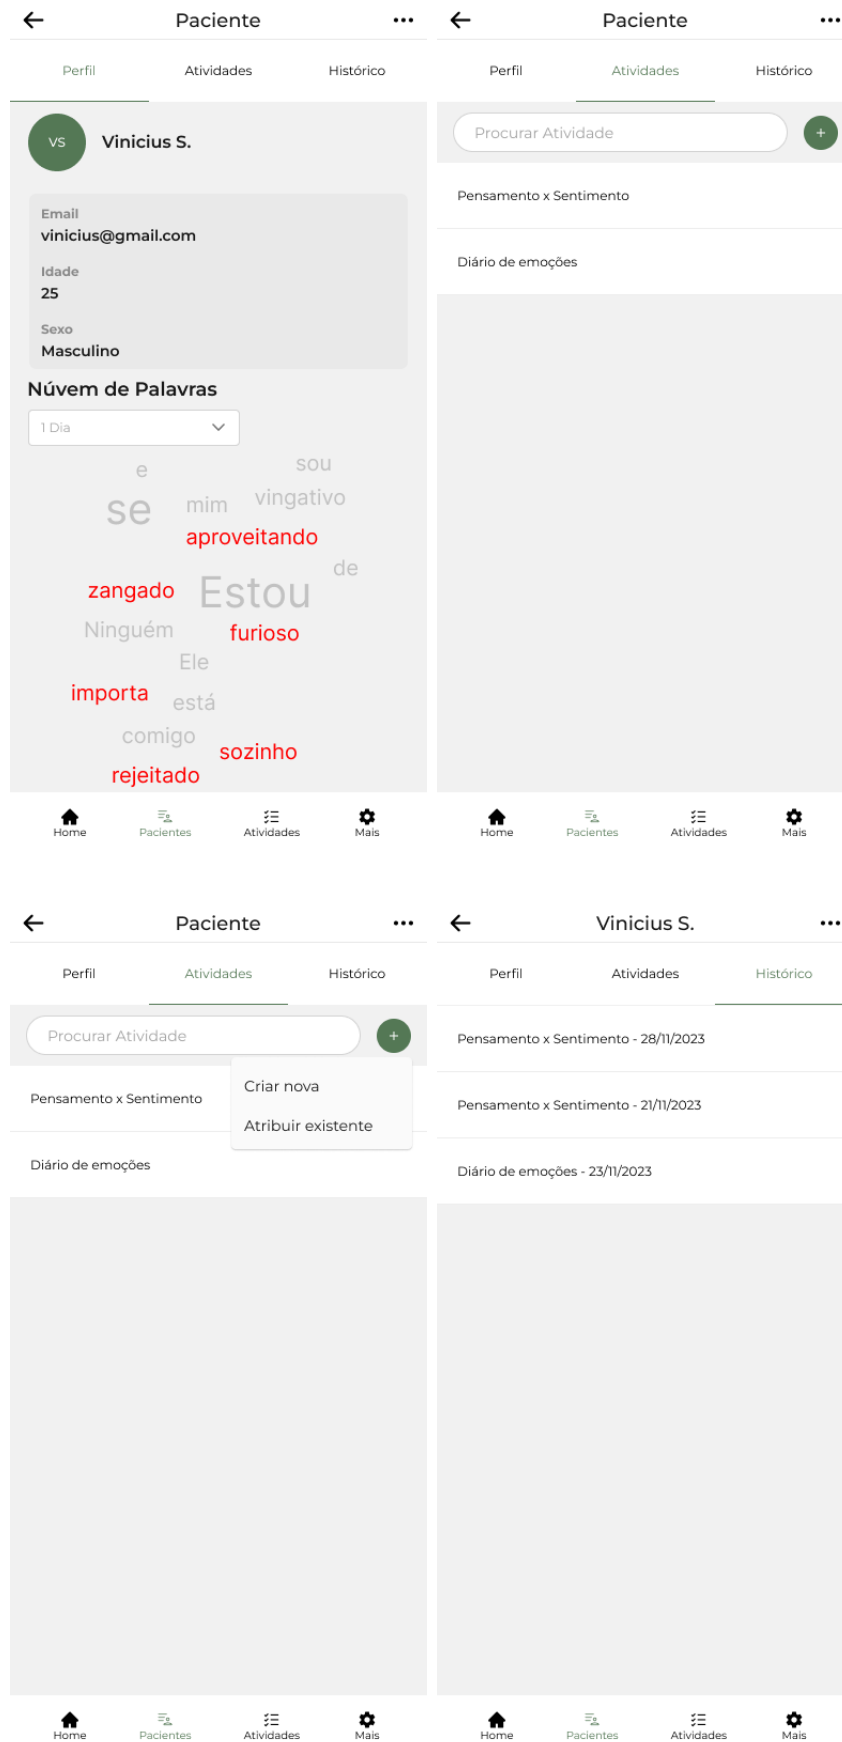 Paciente
Perfil Atividades Histórico
VS Vinicius S.
Email
vinicius@gmail.com
Idade
25
Sexo
Masculino
Núvem de Palavras
1 Dia
e sou
se mim vingativo
aproveitando
de
zangado Estou
Ninguém furioso
Ele
importa está
comigo
sozinho
rejeitado
Home Pacientes Atividades Mais
Paciente
Perfil Atividades Histórico
Procurar Atividade +
Pensamento x Sentimento
Diário de emoções
Home Pacientes Atividades Mais
Paciente
Perfil Atividades Histórico
Procurar Atividade +
Criar nova
Pensamento x Sentimento
Atribuir existente
Diário de emoções
Home Pacientes Atividades Mais
Vinicius S.
Perfil Atividades Histórico
Pensamento x Sentimento - 28/11/2023
Pensamento x Sentimento - 21/11/2023
Diário de emoções - 23/11/2023
Home Pacientes Atividades Mais